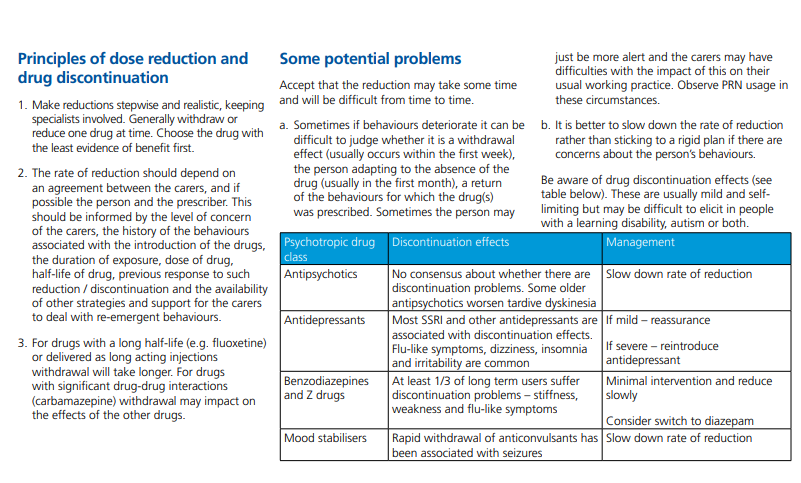 Principles of dose reduction and
drug discontinuation
1. Make reductions stepwise and realistic, keeping
specialists involved. Generally withdraw or
reduce one drug at time. Choose the drug with
the least evidence of benefit first.
2. The rate of reduction should depend on
an agreement between the carers, and if
possible the person and the prescriber. This
should be informed by the level of concern
of the carers, the history of the behaviours
associated with the introduction of the drugs,
the duration of exposure, dose of drug,
half-life of drug, previous response to such
reduction / discontinuation and the availability
of other strategies and support for the carers
to deal with re-emergent behaviours.
3. For drugs with a long half-life (e.g. fluoxetine)
or delivered as long acting injections
withdrawal will take longer. For drugs
with significant drug-drug interactions
(carbamazepine) withdrawal may impact on
the effects of the other drugs.
Some potential problems
Accept that the reduction may take some time
and will be difficult from time to time.
a. Sometimes if behaviours deteriorate it can be
difficult to judge whether it is a withdrawal
effect (usually occurs within the first week),
the person adapting to the absence of the
drug (usually in the first month), a return
of the behaviours for which the drug(s)
was prescribed. Sometimes the person may
just be more alert and the carers may have
difficulties with the impact of this on their
usual working practice. Observe PRN usage in
these circumstances.
b. It is better to slow down the rate of reduction
rather than sticking to a rigid plan if there are
concerns about the person's behaviours.
Be aware of drug discontinuation effects (see
table below). These are usually mild and self-
limiting but may be difficult to elicit in people
with a learning disability, autism or both.
Psychotropic drug
class
Discontinuation effects
Management
Antipsychotics
No consensus about whether there are
discontinuation problems. Some older
antipsychotics worsen tardive dyskinesia
Slow down rate of reduction
Antidepressants
Most SSRI and other antidepressants are
associated with discontinuation effects.
Flu-like symptoms, dizziness, insomnia
and irritability are common
If mild – reassurance
If severe – reintroduce
antidepressant
Benzodiazepines
and Z drugs
At least 1/3 of long term users suffer
discontinuation problems – stiffness,
weakness and flu-like symptoms
Minimal intervention and reduce
slowly
Consider switch to diazepam
Mood stabilisers
Rapid withdrawal of anticonvulsants has
been associated with seizures
Slow down rate of reduction